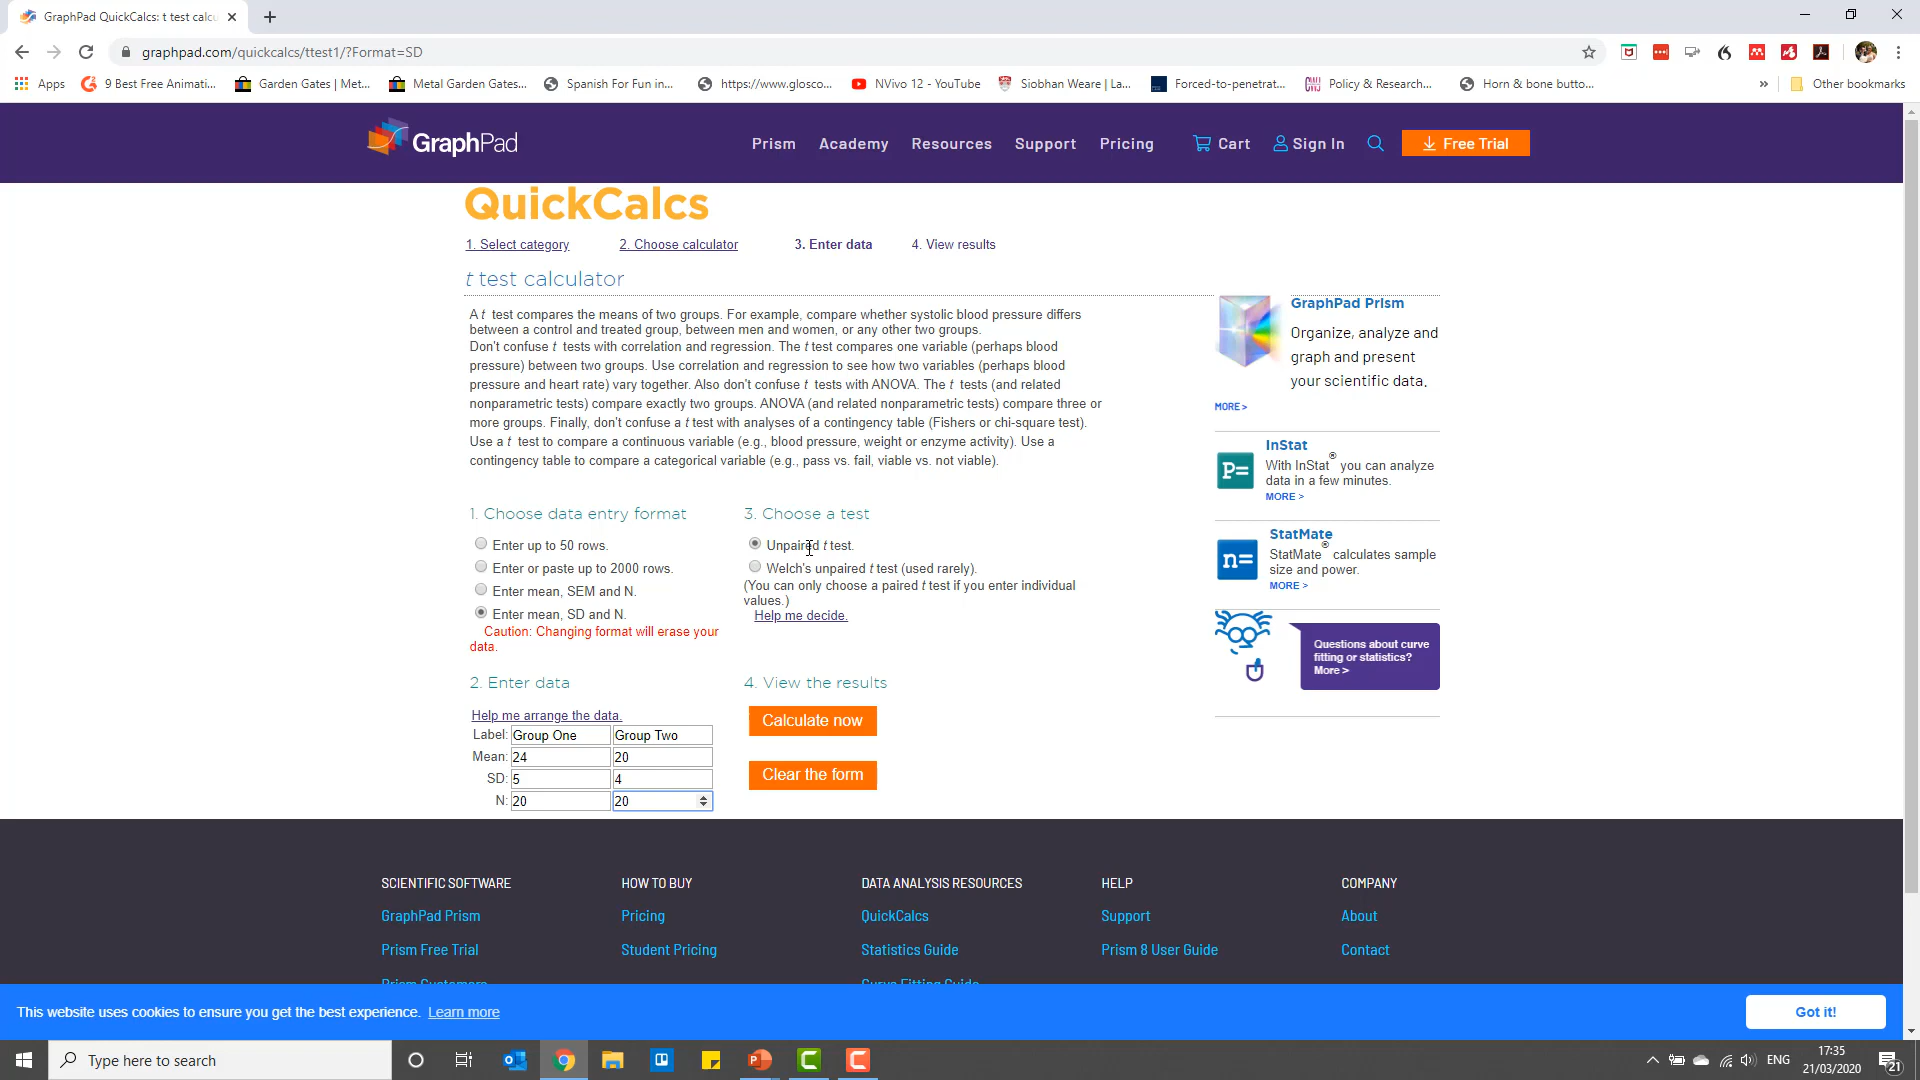 GraphPad QuickCalcs: t test calcu
graphpad.com/quickcalcs/ttest1/?Format=SD
Apps
9 Best Free Animati...
Garden Gates | Met...
Metal Garden Gates...
Spanish For Fun in...
https://www.glosco...
NVivo 12 - YouTube
Siobhan Weare | La...
Forced-to-penetrat...
Policy & Research...
Horn & bone butto...
»
Other bookmarks
GraphPad
Prism
Academy
Resources
Support
Pricing
Cart
Sign In
Free Trial
QuickCalcs
1. Select category
2. Choose calculator
3. Enter data
4. View results
t test calculator
A t test compares the means of two groups. For example, compare whether systolic blood pressure differs
between a control and treated group, between men and women, or any other two groups.
Don't confuse t tests with correlation and regression. The t test compares one variable (perhaps blood
pressure) between two groups. Use correlation and regression to see how two variables (perhaps blood
pressure and heart rate) vary together. Also don't confuse t tests with ANOVA. The t tests (and related
nonparametric tests) compare exactly two groups. ANOVA (and related nonparametric tests) compare three or
more groups. Finally, don't confuse a t test with analyses of a contingency table (Fishers or chi-square test).
Use a t test to compare a continuous variable (e.g., blood pressure, weight or enzyme activity). Use a
contingency table to compare a categorical variable (e.g., pass vs. fail, viable vs. not viable).
GraphPad Prism
Organize, analyze and
graph and present
your scientific data.
MORE >
P=
InStat®
With InStat® you can analyze
data in a few minutes.
MORE >
n=
StatMate®
StatMate® calculates sample
size and power.
MORE >
Questions about curve
fitting or statistics?
More >
1. Choose data entry format
Enter up to 50 rows.
Enter or paste up to 2000 rows.
Enter mean, SEM and N.
Enter mean, SD and N.
Caution: Changing format will erase your
data.
3. Choose a test
Unpaired t test.
Welch's unpaired t test (used rarely).
(You can only choose a paired t test if you enter individual
values.)
Help me decide.
2. Enter data
Help me arrange the data.
Label: Group One Group Two
Mean: 24 20
SD: 5 4
N: 20 20
4. View the results
Calculate now
Clear the form
SCIENTIFIC SOFTWARE
GraphPad Prism
Prism Free Trial
Prism Customers
HOW TO BUY
Pricing
Student Pricing
DATA ANALYSIS RESOURCES
QuickCalcs
Statistics Guide
Curve Fitting Guide
HELP
Support
Prism 8 User Guide
COMPANY
About
Contact
This website uses cookies to ensure you get the best experience. Learn more
Got it!
Type here to search
ENG
17:35
21/03/2020
21